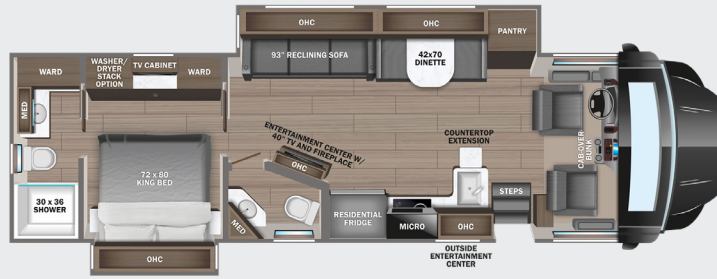 OHC
OHC
PANTRY
93" RECLINING SOFA
42x70
DINETTE
WARD
WASHER/
DRYER
STACK
OPTION
TV CABINET
WARD
MED
ENTERTAINMENT CENTER W/
40" TV AND FIREPLACE
OHC
COUNTERTOP
EXTENSION
CAB-OVER
BUNK
72 x 80
KING BED
30 x 36
SHOWER
MED
RESIDENTIAL
FRIDGE
MICRO
OHC
STEPS
OHC
OUTSIDE
ENTERTAINMENT
CENTER